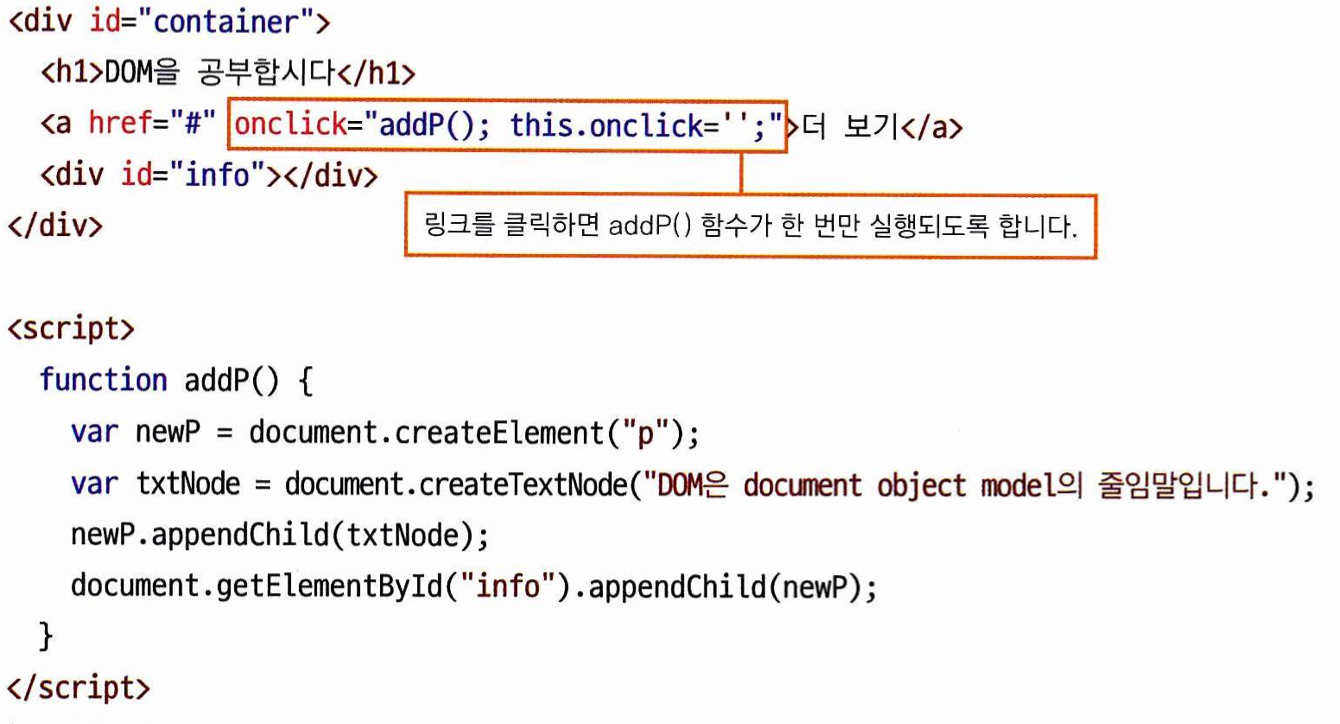 <div id="container">
<h1>DOM을 공부합시다</h1>
<a href="#" onclick="addP(); this.onclick='';">더 보기</a>
<div id="info"></div>
</div>
링크를 클릭하면 addP() 함수가 한 번만 실행되도록 합니다.
<script>
function addP() {
var newP = document.createElement("p");
var txtNode = document.createTextNode("DOM은 document object model의 줄임말입니다.");
newP.appendChild(txtNode);
document.getElementById("info").appendChild(newP);
}
</script>